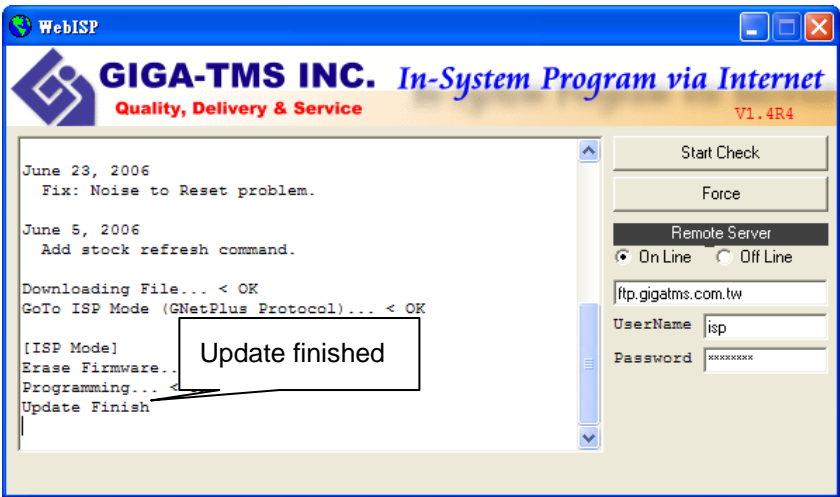 WebISP
GIGA-TMS INC.
Quality, Delivery & Service
In-System Program via Internet
V1.4R4
June 23, 2006
Fix: Noise to Reset problem.
June 5, 2006
Add stock refresh command.
Downloading File... < OK
GoTo ISP Mode (GNetPlus Protocol)... < OK
[ISP Mode]
Erase Firmware..
Programming... <
Update Finish
Update finished
Start Check
Force
Remote Server
On Line
Off Line
ftp.gigatms.com.tw
UserName
isp
Password
××××××××